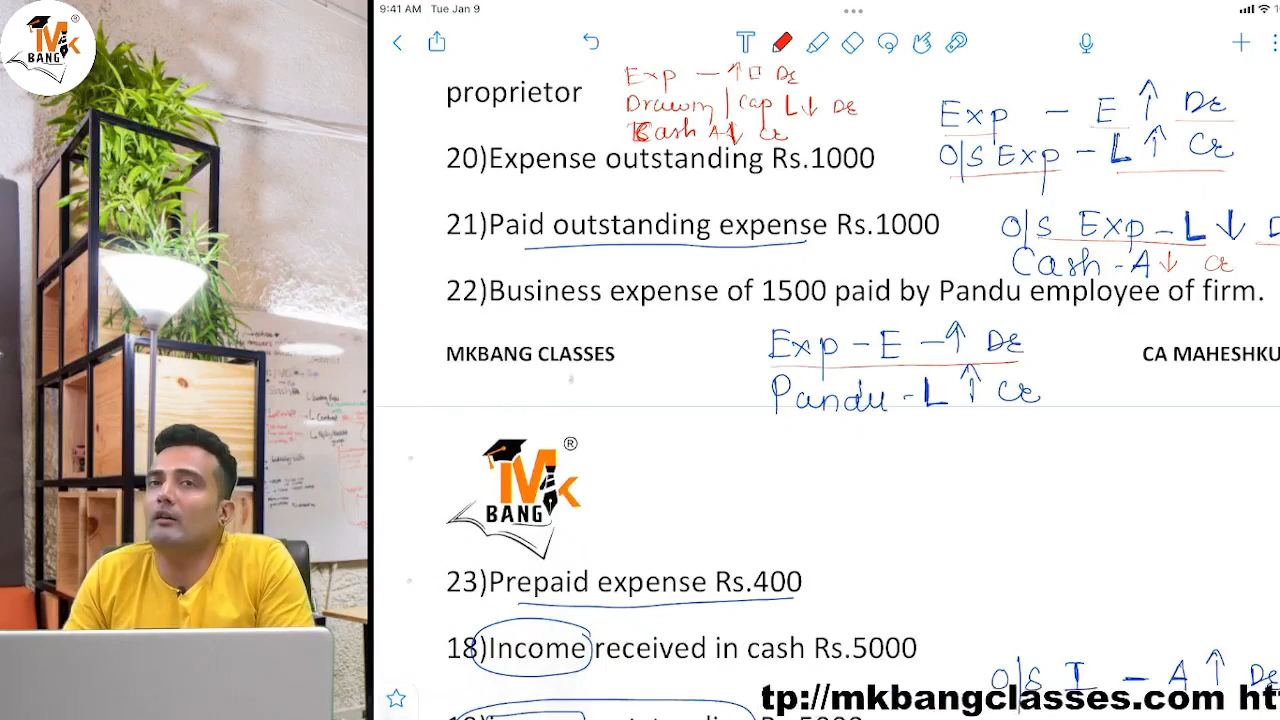 MK
BANG
®
9:41 AM Tue Jan 9
proprietor
Exp — ↑ Dr
Drawing / Cap L↓ Dr
Cash A↓ Cr
Exp – E ↑ Dr
O/S Exp – L ↑ Cr
20)Expense outstanding Rs.1000
21)Paid outstanding expense Rs.1000
O/S Exp – L ↓
Cash - A ↓ Cr
22)Business expense of 1500 paid by Pandu employee of firm.
Exp – E – ↑ Dr
Pandu - L ↑ Cr
MKBANG CLASSES
CA MAHESHKU
MK
BANG
®
23)Prepaid expense Rs.400
18)Income received in cash Rs.5000
O/S I – A ↑ Dr
tp://mkbangclasses.com ht